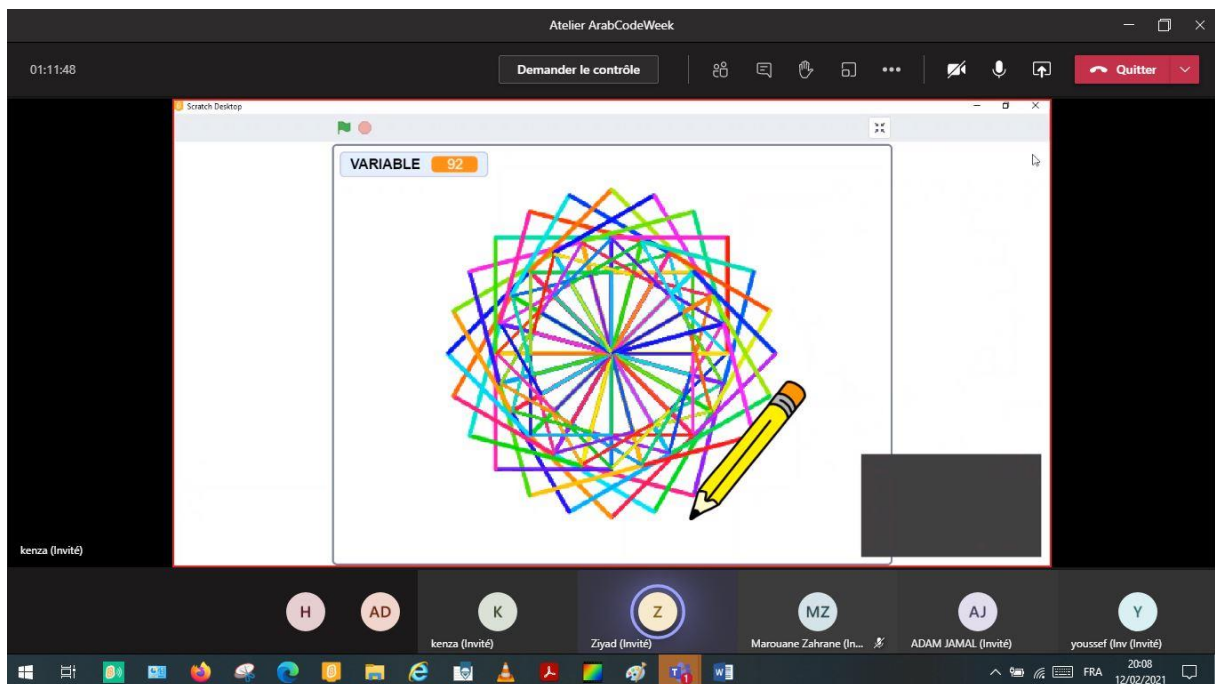 Atelier ArabCodeWeek
01:11:48
Demander le contrôle
Quitter
Scratch Desktop
VARIABLE 92
kenza (Invité)
H
AD
K
Z
MZ
AJ
Y
kenza (Invité)
Ziyad (Invité)
Marouane Zahrane (In...
ADAM JAMAL (Invité)
youssef (Inv (Invité)
FRA
20:08
12/02/2021